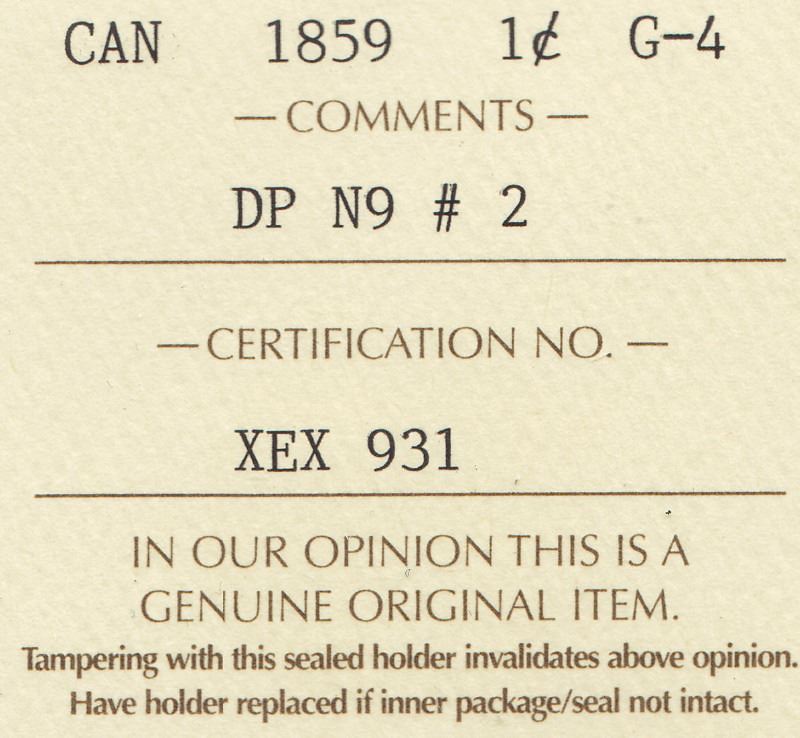 CAN 1859 1¢ G-4
—COMMENTS—
DP N9 # 2
—CERTIFICATION NO.—
XEX 931
IN OUR OPINION THIS IS A
GENUINE ORIGINAL ITEM.
Tampering with this sealed holder invalidates above opinion.
Have holder replaced if inner package/seal not intact.